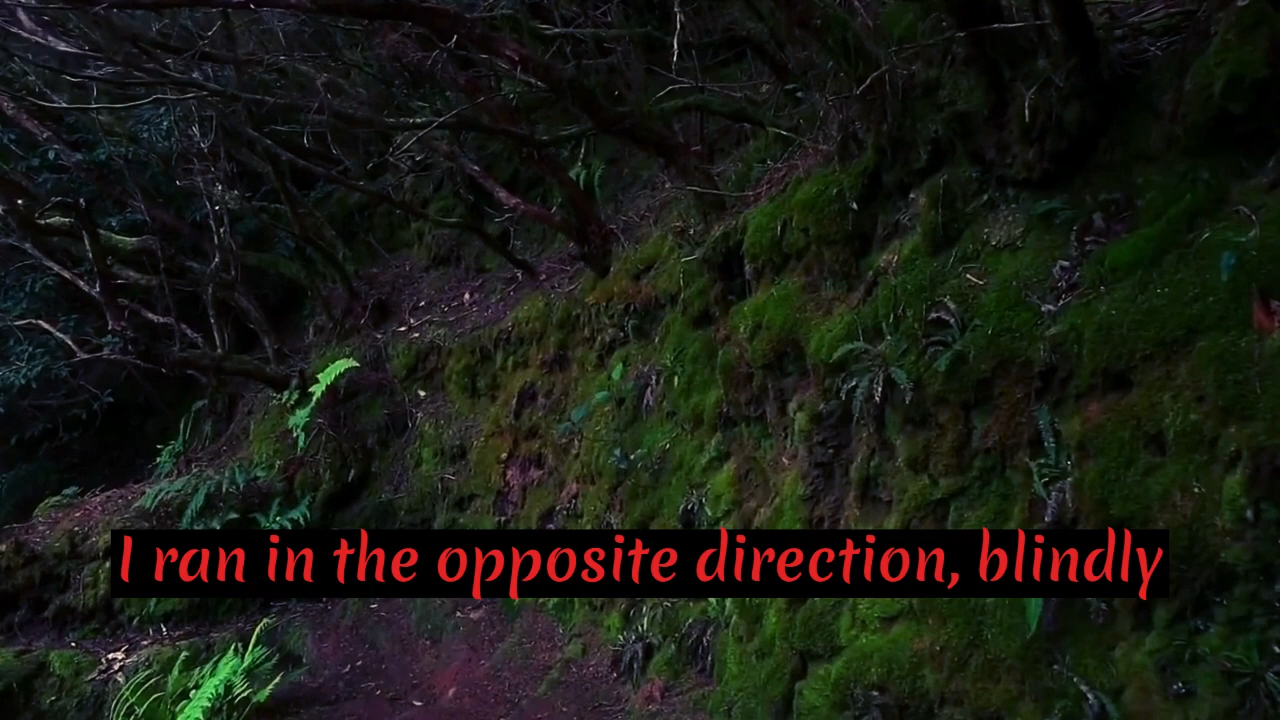 I ran in the opposite direction, blindly